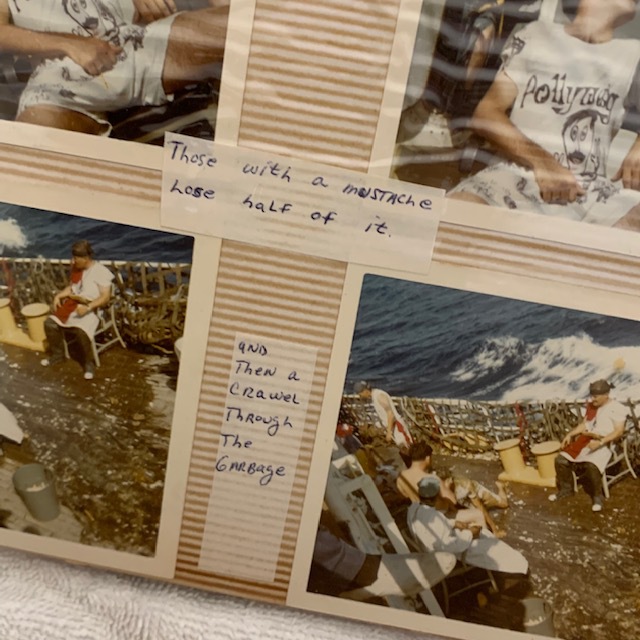 Pollywog
Those with a mUSTACHE
Lose half of it.
AND
Then a
Crawel
Through
The
Garbage